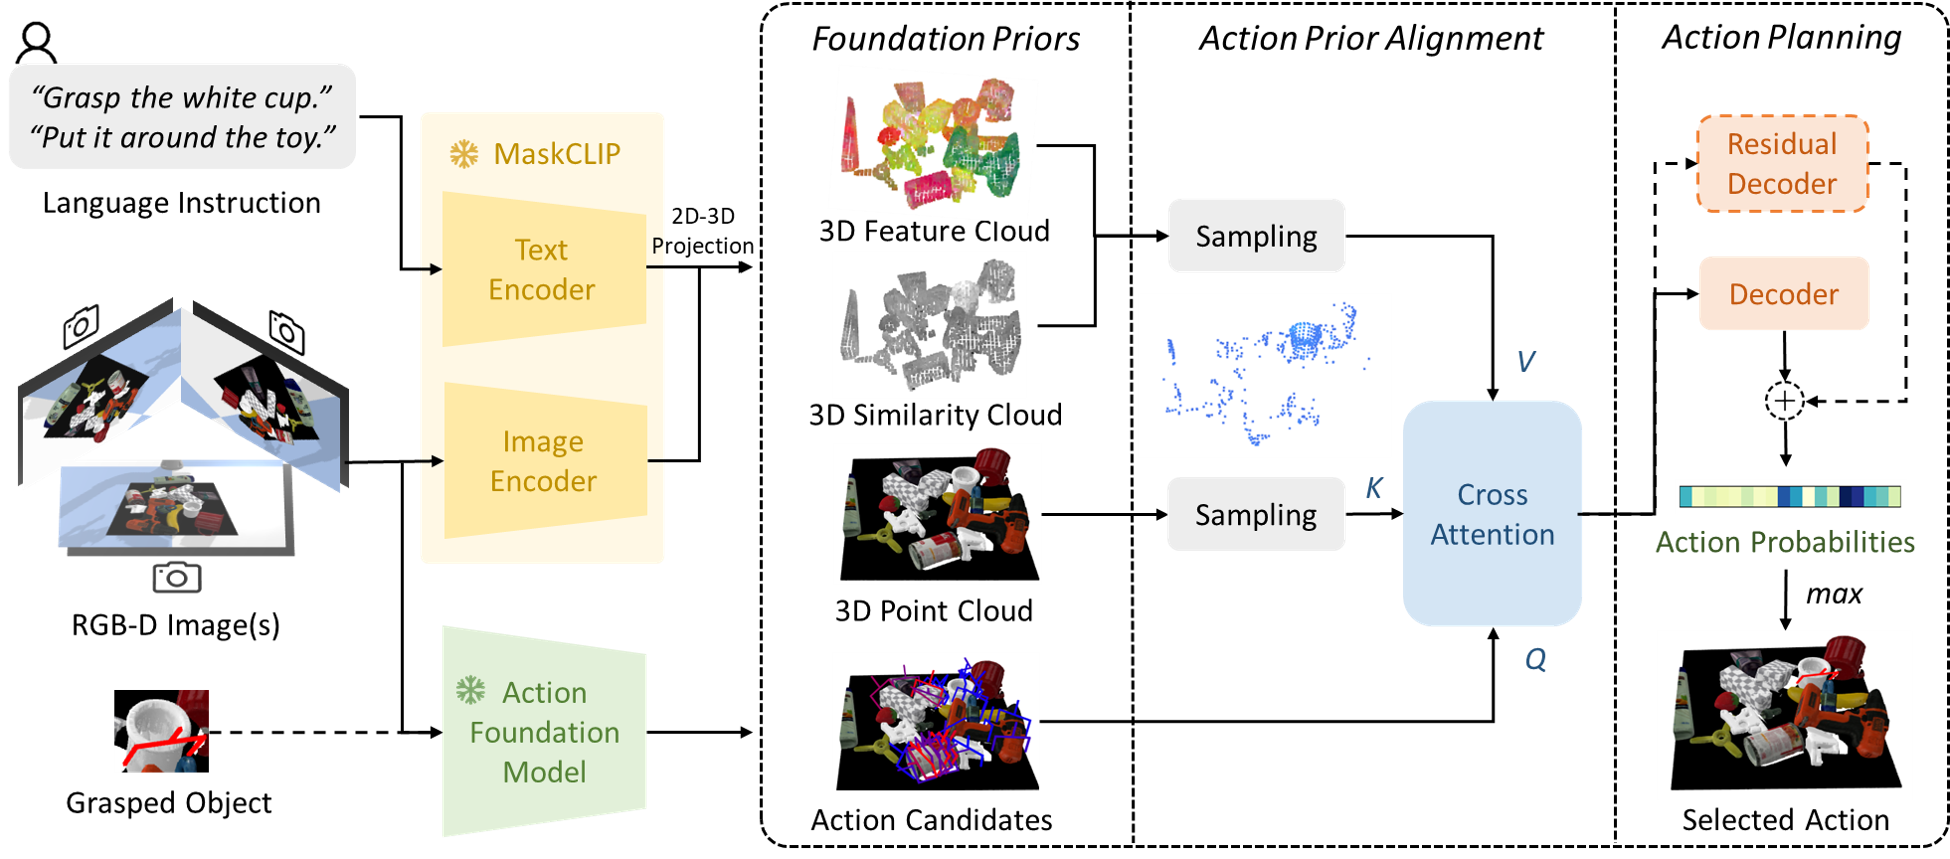 “Grasp the white cup.”
“Put it around the toy.”
Language Instruction
RGB-D Image(s)
Grasped Object
MaskCLIP
Text
Encoder
Image
Encoder
2D-3D
Projection
Action
Foundation
Model
Foundation Priors
3D Feature Cloud
3D Similarity Cloud
3D Point Cloud
Action Candidates
Action Prior Alignment
Sampling
V
Sampling
K
Cross
Attention
Q
Action Planning
Residual
Decoder
Decoder
+
Action Probabilities
max
Selected Action